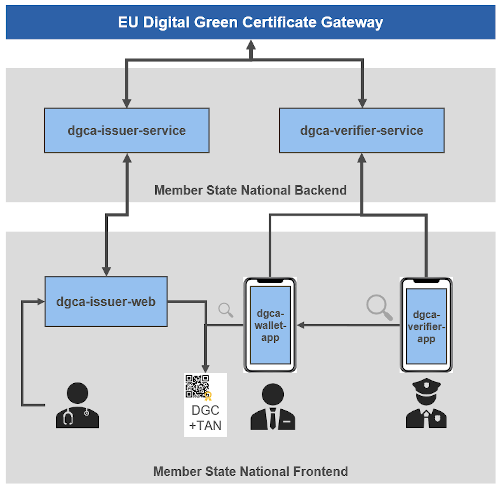 EU Digital Green Certificate Gateway
dgca-issuer-service
dgca-verifier-service
Member State National Backend
dgca-issuer-web
dgca-
wallet-
app
dgca-
verifier-
app
DGC
+TAN
Member State National Frontend